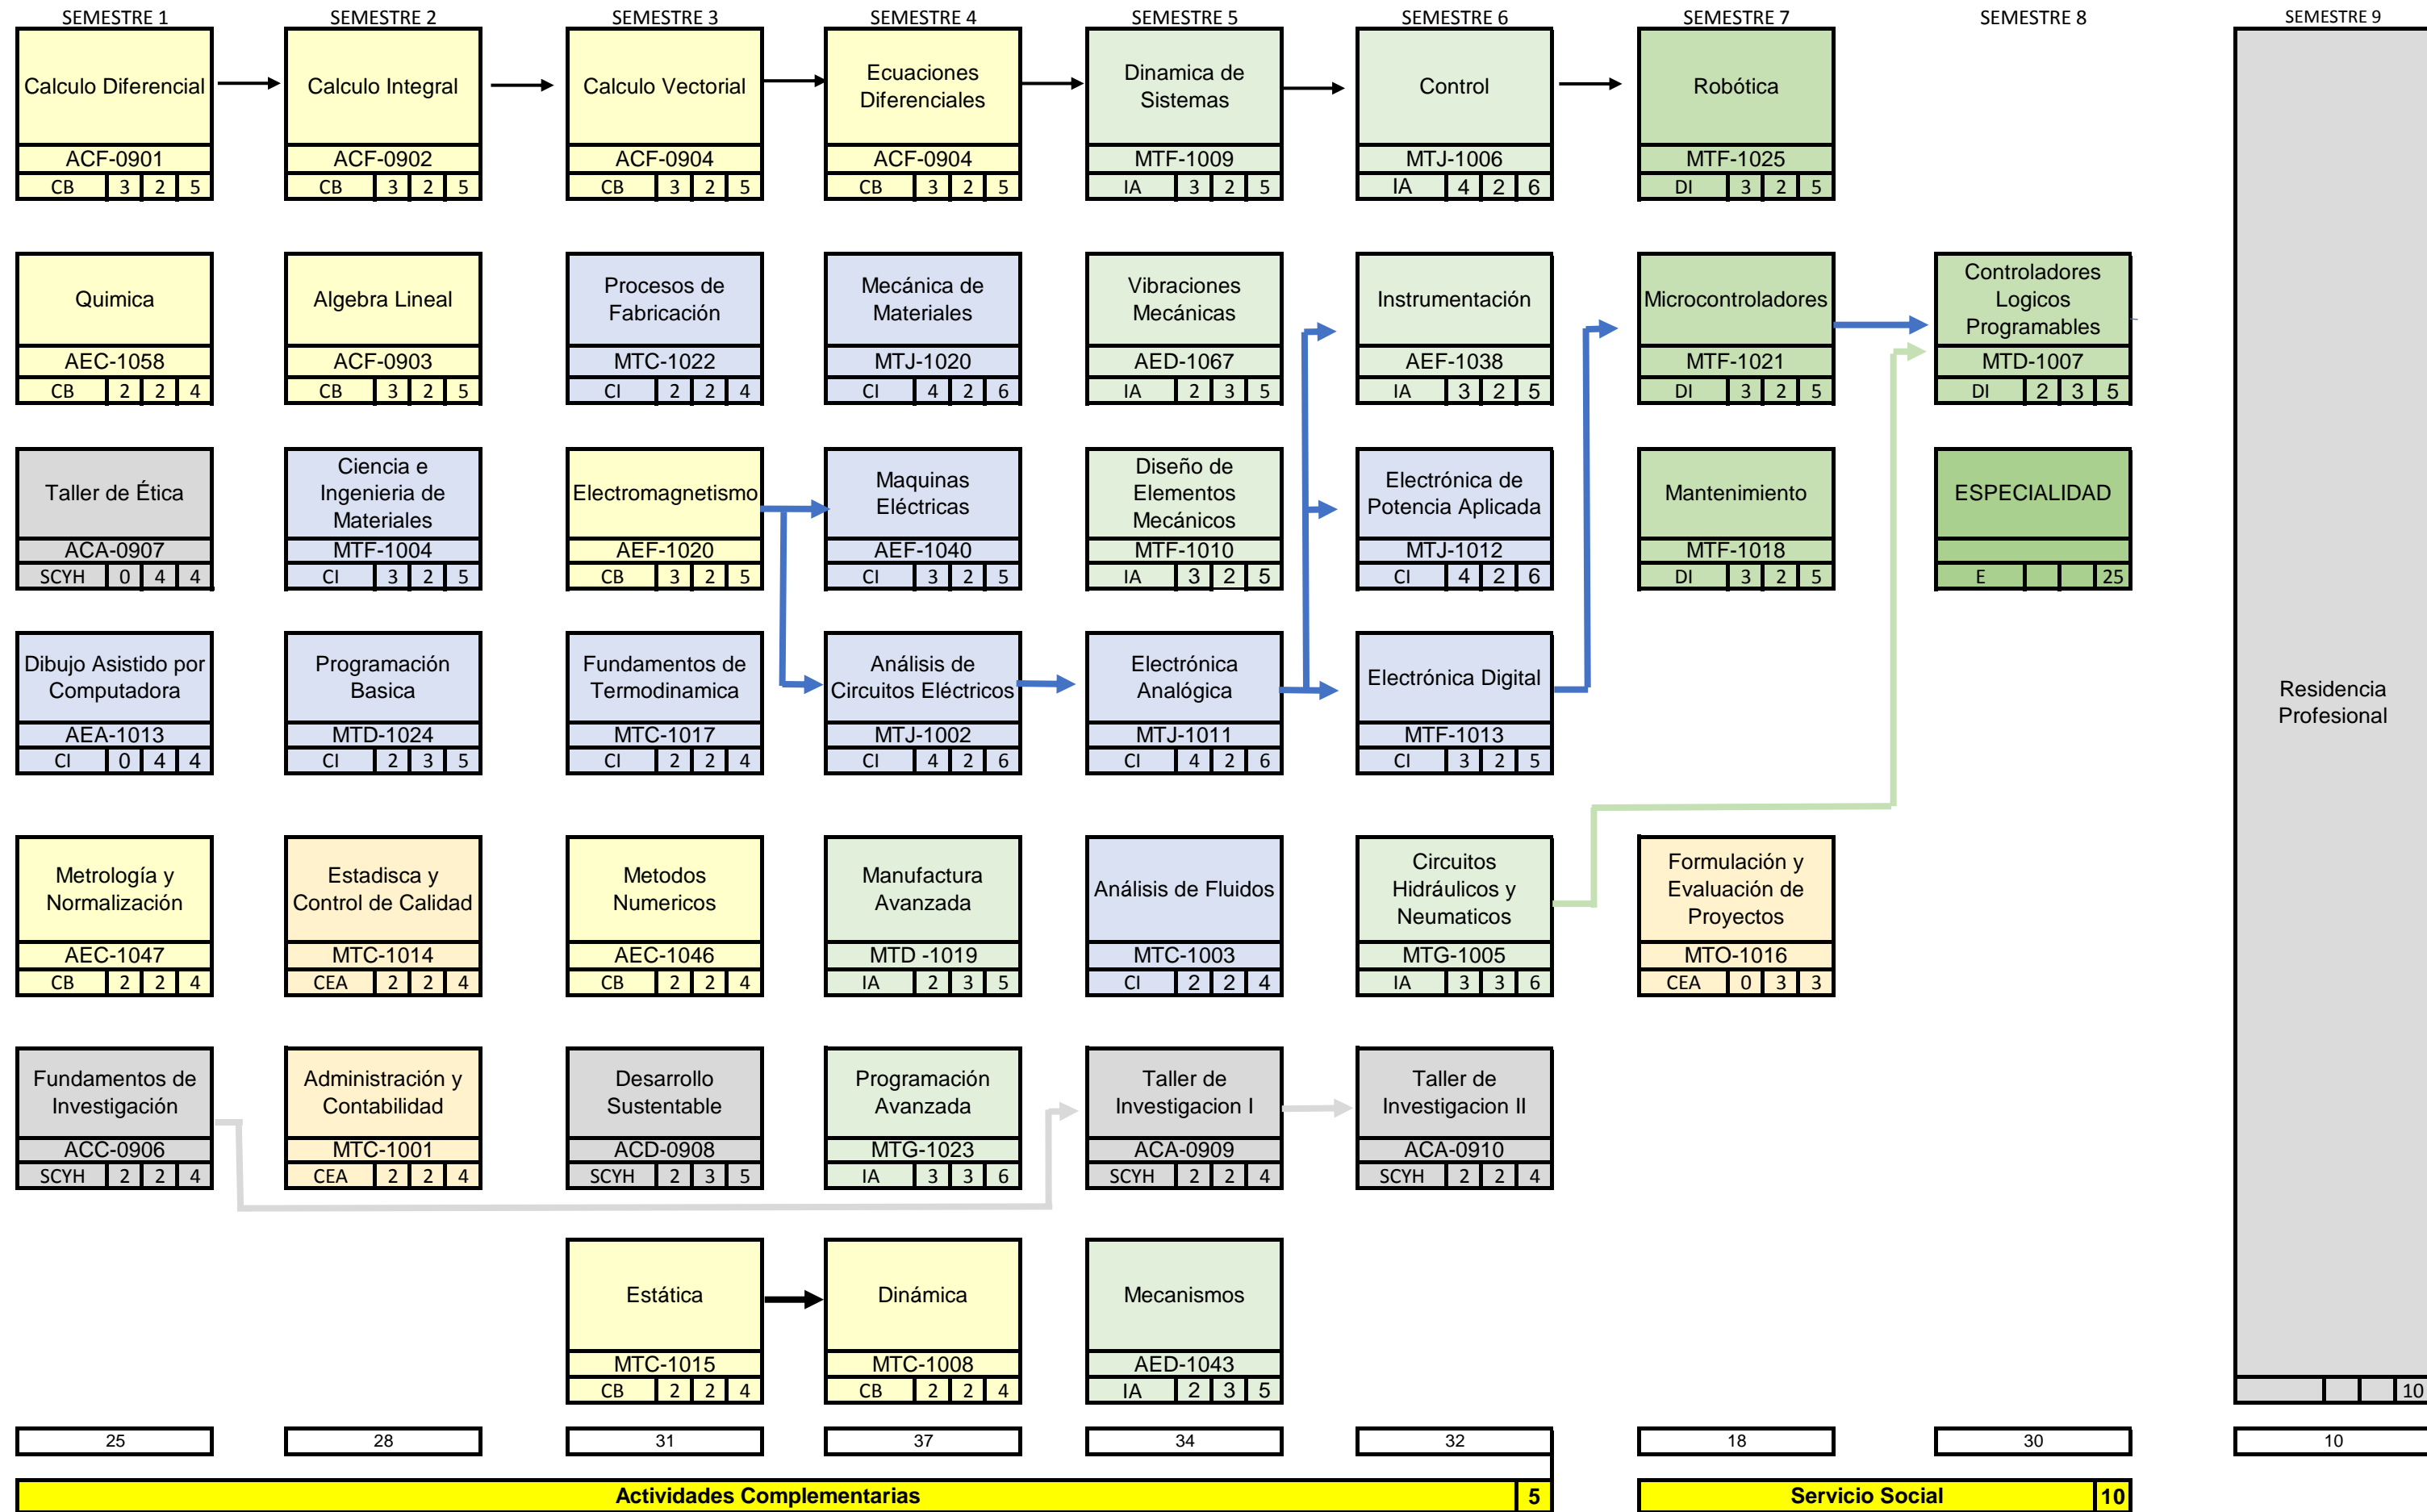 SEMESTRE 1 SEMESTRE 2 SEMESTRE 3 SEMESTRE 4 SEMESTRE 5 SEMESTRE 6 SEMESTRE 7 SEMESTRE 8 SEMESTRE 9
Calculo Diferencial
ACF-0901
CB 3 2 5
Calculo Integral
ACF-0902
CB 3 2 5
Calculo Vectorial
ACF-0904
CB 3 2 5
Ecuaciones
Diferenciales
ACF-0904
CB 3 2 5
Dinamica de
Sistemas
MTF-1009
IA 3 2 5
Control
MTJ-1006
IA 4 2 6
Robótica
MTF-1025
DI 3 2 5
Quimica
AEC-1058
CB 2 2 4
Algebra Lineal
ACF-0903
CB 3 2 5
Procesos de
Fabricación
MTC-1022
CI 2 2 4
Mecánica de
Materiales
MTJ-1020
CI 4 2 6
Vibraciones
Mecánicas
AED-1067
IA 2 3 5
Instrumentación
AEF-1038
IA 3 2 5
Microcontroladores
MTF-1021
DI 3 2 5
Controladores
Logicos
Programables
MTD-1007
DI 2 3 5
Taller de Ética
ACA-0907
SCYH 0 4 4
Ciencia e
Ingenieria de
Materiales
MTF-1004
CI 3 2 5
Electromagnetismo
AEF-1020
CB 3 2 5
Maquinas
Eléctricas
AEF-1040
CI 3 2 5
Diseño de
Elementos
Mecánicos
MTF-1010
IA 3 2 5
Electrónica de
Potencia Aplicada
MTJ-1012
CI 4 2 6
Mantenimiento
MTF-1018
DI 3 2 5
ESPECIALIDAD
E 25
Dibujo Asistido por
Computadora
AEA-1013
CI 0 4 4
Programación
Basica
MTD-1024
CI 2 3 5
Fundamentos de
Termodinamica
MTC-1017
CI 2 2 4
Análisis de
Circuitos Eléctricos
MTJ-1002
CI 4 2 6
Electrónica
Analógica
MTJ-1011
CI 4 2 6
Electrónica Digital
MTF-1013
CI 3 2 5
Metrología y
Normalización
AEC-1047
CB 2 2 4
Estadisca y
Control de Calidad
MTC-1014
CEA 2 2 4
Metodos
Numericos
AEC-1046
CB 2 2 4
Manufactura
Avanzada
MTD -1019
IA 2 3 5
Análisis de Fluidos
MTC-1003
CI 2 2 4
Circuitos
Hidráulicos y
Neumaticos
MTG-1005
IA 3 3 6
Formulación y
Evaluación de
Proyectos
MTO-1016
CEA 0 3 3
Fundamentos de
Investigación
ACC-0906
SCYH 2 2 4
Administración y
Contabilidad
MTC-1001
CEA 2 2 4
Desarrollo
Sustentable
ACD-0908
SCYH 2 3 5
Programación
Avanzada
MTG-1023
IA 3 3 6
Taller de
Investigacion I
ACA-0909
SCYH 2 2 4
Taller de
Investigacion II
ACA-0910
SCYH 2 2 4
Estática
MTC-1015
CB 2 2 4
Dinámica
MTC-1008
CB 2 2 4
Mecanismos
AED-1043
IA 2 3 5
Residencia
Profesional
10
25 28 31 37 34 32 18 30 10
Actividades Complementarias 5
Servicio Social 10